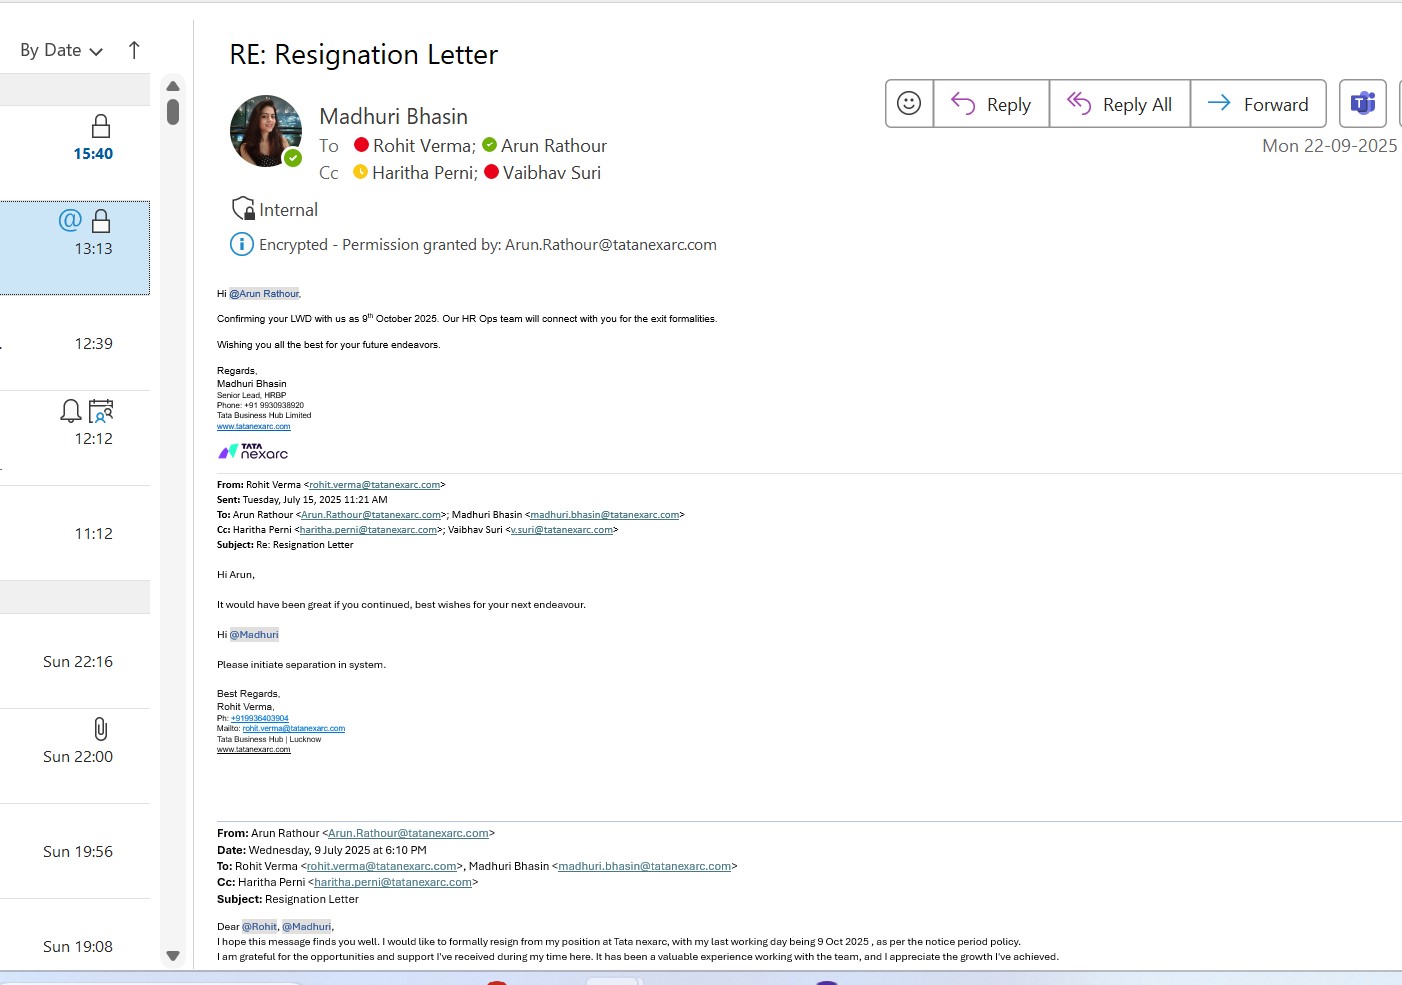 By Date
15:40
@
13:13
12:39
12:12
11:12
Sun 22:16
Sun 22:00
Sun 19:56
Sun 19:08
RE: Resignation Letter
Reply
Reply All
Forward
Madhuri Bhasin
Mon 22-09-2025
To Rohit Verma; Arun Rathour
Cc Haritha Perni; Vaibhav Suri
Internal
Encrypted - Permission granted by: Arun.Rathour@tatanexarc.com
Hi @Arun Rathour,
Confirming your LWD with us as 9th October 2025. Our HR Ops team will connect with you for the exit formalities.
Wishing you all the best for your future endeavors.
Regards,
Madhuri Bhasin
Senior Lead, HRBP
Phone: +91 9930938920
Tata Business Hub Limited
www.tatanexarc.com
TATA
nexarc
From: Rohit Verma <rohit.verma@tatanexarc.com>
Sent: Tuesday, July 15, 2025 11:21 AM
To: Arun Rathour <Arun.Rathour@tatanexarc.com>; Madhuri Bhasin <madhuri.bhasin@tatanexarc.com>
Cc: Haritha Perni <haritha.perni@tatanexarc.com>; Vaibhav Suri <v.suri@tatanexarc.com>
Subject: Re: Resignation Letter
Hi Arun,
It would have been great if you continued, best wishes for your next endeavour.
Hi @Madhuri
Please initiate separation in system.
Best Regards,
Rohit Verma,
Ph: +919936403904
Mailto: rohit.verma@tatanexarc.com
Tata Business Hub | Lucknow
www.tatanexarc.com
From: Arun Rathour <Arun.Rathour@tatanexarc.com>
Date: Wednesday, 9 July 2025 at 6:10 PM
To: Rohit Verma <rohit.verma@tatanexarc.com>, Madhuri Bhasin <madhuri.bhasin@tatanexarc.com>
Cc: Haritha Perni <haritha.perni@tatanexarc.com>
Subject: Resignation Letter
Dear @Rohit, @Madhuri,
I hope this message finds you well. I would like to formally resign from my position at Tata nexarc, with my last working day being 9 Oct 2025 , as per the notice period policy.
I am grateful for the opportunities and support I've received during my time here. It has been a valuable experience working with the team, and I appreciate the growth I've achieved.